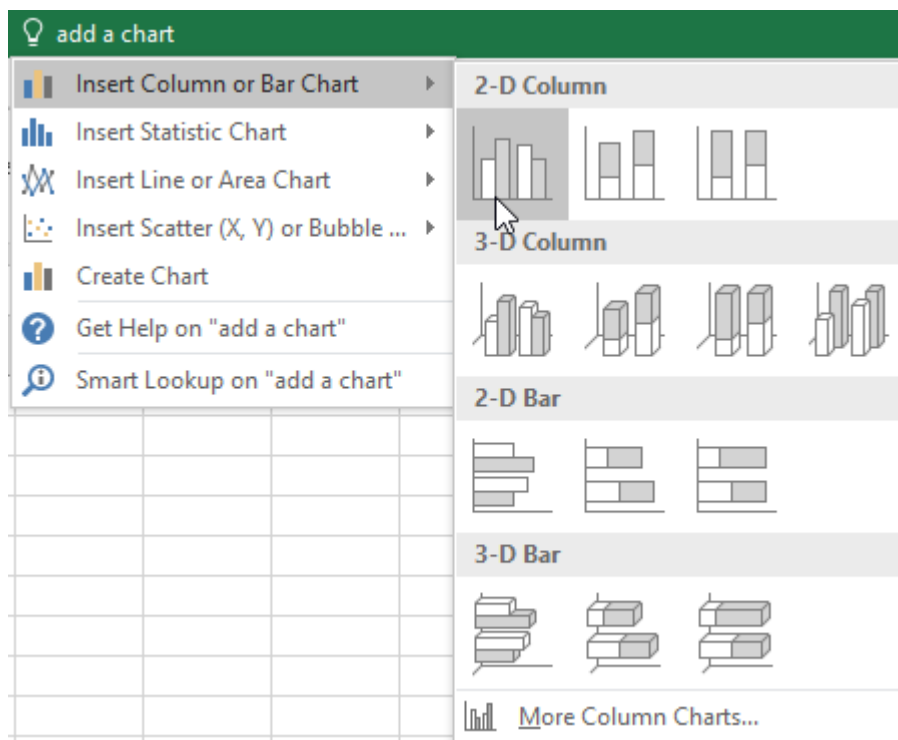 add a chart
Insert Column or Bar Chart
Insert Statistic Chart
Insert Line or Area Chart
Insert Scatter (X, Y) or Bubble ...
Create Chart
Get Help on "add a chart"
Smart Lookup on "add a chart"
2-D Column
3-D Column
2-D Bar
3-D Bar
More Column Charts...